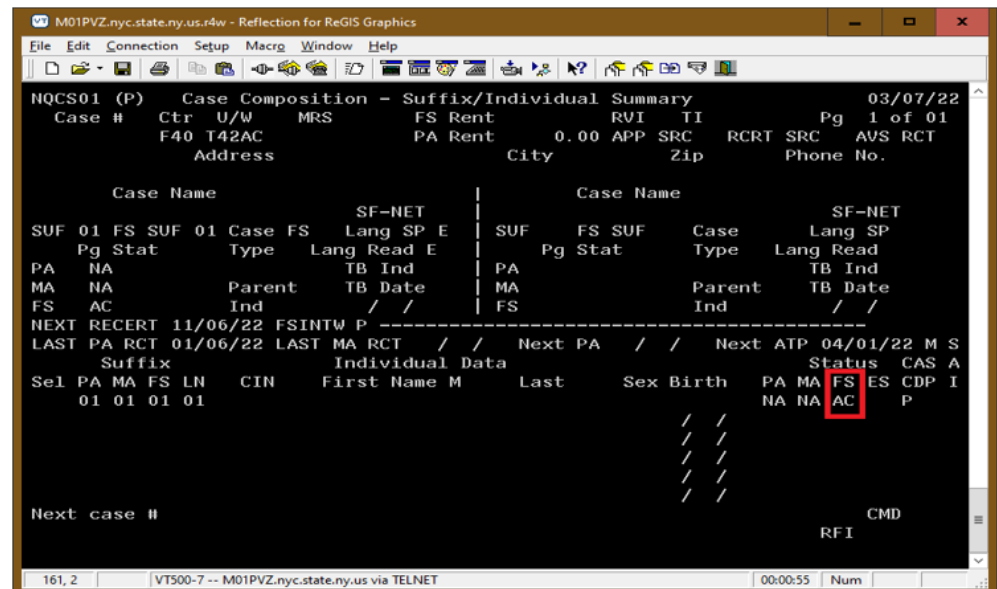 M01PVZ.nyc.state.ny.us.r4w - Reflection for ReGIS Graphics
File Edit Connection Setup Macro Window Help
NQCS01 (P) Case Composition – Suffix/Individual Summary 03/07/22
Case # Ctr U/W MRS FS Rent RVI TI Pg 1 of 01
F40 T42AC PA Rent 0.00 APP SRC RCRT SRC AVS RCT
Address City Zip Phone No.
Case Name | Case Name
SF-NET | SF-NET
SUF 01 FS SUF 01 Case FS Lang SP E | SUF FS SUF Case Lang SP
Pg Stat Type Lang Read E | Pg Stat Type Lang Read
PA NA TB Ind | PA TB Ind
MA NA Parent TB Date | MA Parent TB Date
FS AC Ind / / | FS Ind / /
NEXT RECERT 11/06/22 FSINTW P --------------------------------------------
LAST PA RCT 01/06/22 LAST MA RCT / / Next PA / / Next ATP 04/01/22 M S
Suffix Individual Data Status CAS A
Sel PA MA FS LN CIN First Name M Last Sex Birth PA MA FS ES CDP I
01 01 01 01 NA NA AC P
/ /
/ /
/ /
/ /
/ /
Next case # CMD
RFI
161, 2 VT500-7 -- M01PVZ.nyc.state.ny.us via TELNET 00:00:55 Num